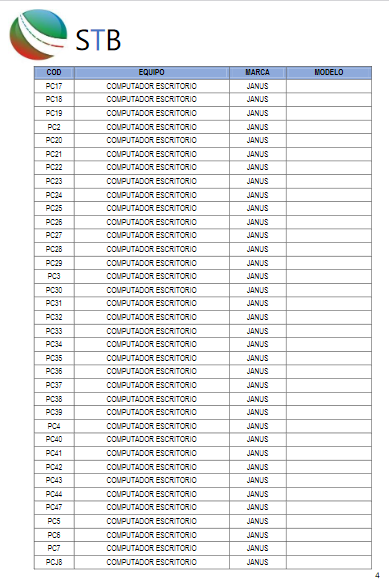 STB
COD EQUIPO MARCA MODELO
PC17 COMPUTADOR ESCRITORIO JANUS
PC18 COMPUTADOR ESCRITORIO JANUS
PC19 COMPUTADOR ESCRITORIO JANUS
PC2 COMPUTADOR ESCRITORIO JANUS
PC20 COMPUTADOR ESCRITORIO JANUS
PC21 COMPUTADOR ESCRITORIO JANUS
PC22 COMPUTADOR ESCRITORIO JANUS
PC23 COMPUTADOR ESCRITORIO JANUS
PC24 COMPUTADOR ESCRITORIO JANUS
PC25 COMPUTADOR ESCRITORIO JANUS
PC26 COMPUTADOR ESCRITORIO JANUS
PC27 COMPUTADOR ESCRITORIO JANUS
PC28 COMPUTADOR ESCRITORIO JANUS
PC29 COMPUTADOR ESCRITORIO JANUS
PC3 COMPUTADOR ESCRITORIO JANUS
PC30 COMPUTADOR ESCRITORIO JANUS
PC31 COMPUTADOR ESCRITORIO JANUS
PC32 COMPUTADOR ESCRITORIO JANUS
PC33 COMPUTADOR ESCRITORIO JANUS
PC34 COMPUTADOR ESCRITORIO JANUS
PC35 COMPUTADOR ESCRITORIO JANUS
PC36 COMPUTADOR ESCRITORIO JANUS
PC37 COMPUTADOR ESCRITORIO JANUS
PC38 COMPUTADOR ESCRITORIO JANUS
PC39 COMPUTADOR ESCRITORIO JANUS
PC4 COMPUTADOR ESCRITORIO JANUS
PC40 COMPUTADOR ESCRITORIO JANUS
PC41 COMPUTADOR ESCRITORIO JANUS
PC42 COMPUTADOR ESCRITORIO JANUS
PC43 COMPUTADOR ESCRITORIO JANUS
PC44 COMPUTADOR ESCRITORIO JANUS
PC47 COMPUTADOR ESCRITORIO JANUS
PC5 COMPUTADOR ESCRITORIO JANUS
PC6 COMPUTADOR ESCRITORIO JANUS
PC7 COMPUTADOR ESCRITORIO JANUS
PCJ8 COMPUTADOR ESCRITORIO JANUS
4